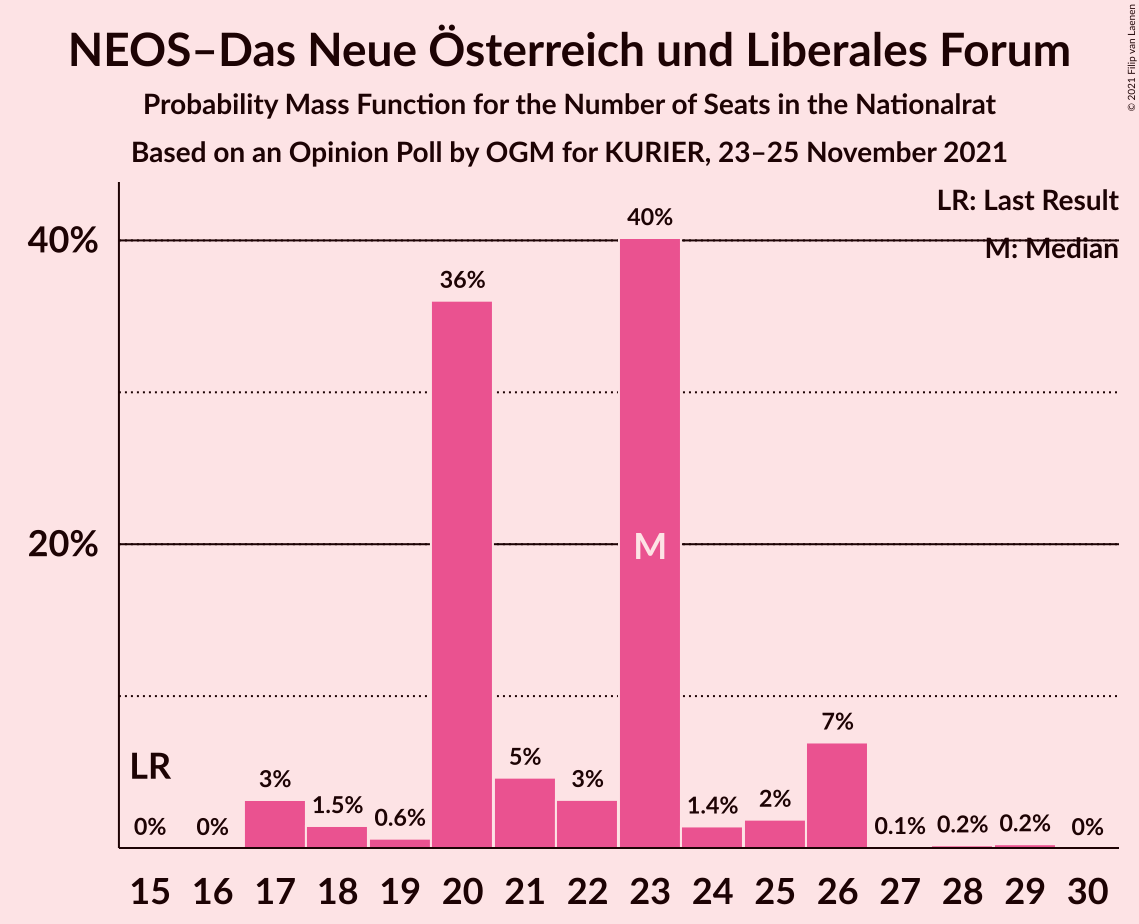 NEOS–Das Neue Österreich und Liberales Forum
Probability Mass Function for the Number of Seats in the Nationalrat
Based on an Opinion Poll by OGM for KURIER, 23–25 November 2021
© 2021 Filip van Laenen
LR: Last Result
M: Median
40%
20%
LR
0%
0%
3%
1.5%
0.6%
36%
5%
3%
40%
M
1.4%
2%
7%
0.1%
0.2%
0.2%
0%
15 16 17 18 19 20 21 22 23 24 25 26 27 28 29 30